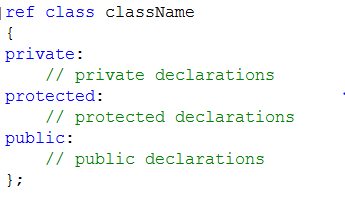 ref class className
{
private:
    // private declarations
protected:
    // protected declarations
public:
    // public declarations
};